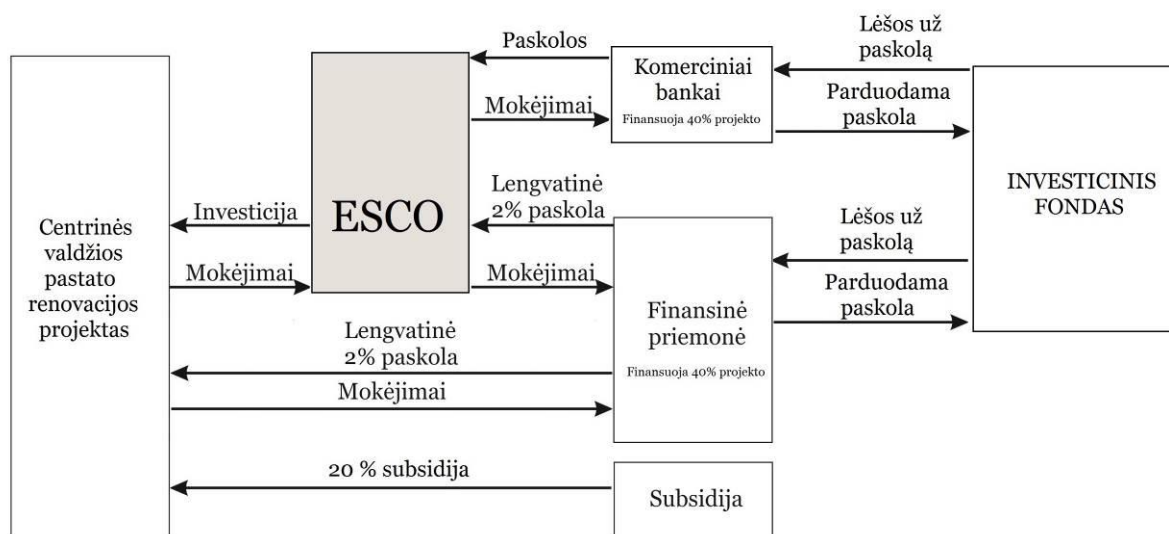 Centrinės
valdžios
pastato
renovacijos
projektas
Investicija
Mokėjimai
ESCO
Paskolos
Mokėjimai
Lengvatinė
2% paskola
Mokėjimai
Lengvatinė
2% paskola
Mokėjimai
20 % subsidija
Komerciniai
bankai
Finansuoja 40% projekto
Finansinė
priemonė
Finansuoja 40% projekto
Subsidija
Lėšos už
paskolą
Parduodama
paskola
Lėšos už
paskolą
Parduodama
paskola
INVESTICINIS
FONDAS